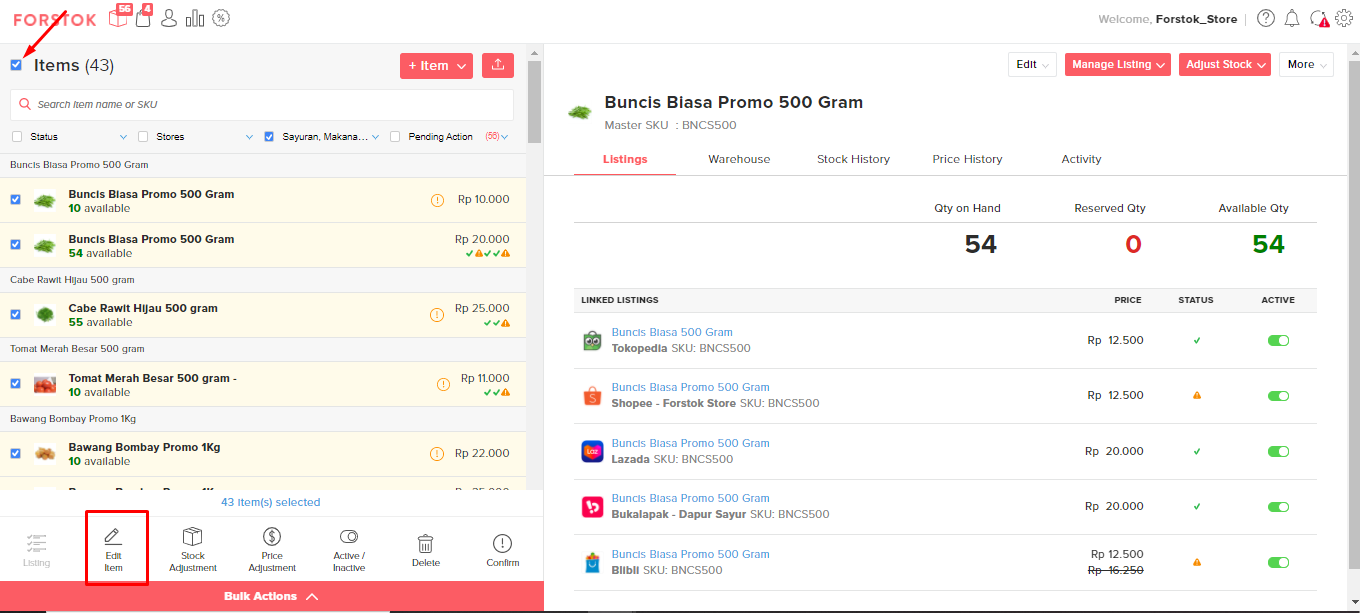 FORSTOK
56
4
Welcome, Forstok_Store
Items (43)
+ Item
Search item name or SKU
Status
Stores
Sayuran, Makana...
Pending Action (56)
Buncis Biasa Promo 500 Gram
Buncis Biasa Promo 500 Gram
10 available
Rp 10.000
Buncis Biasa Promo 500 Gram
54 available
Rp 20.000
Cabe Rawit Hijau 500 gram
Cabe Rawit Hijau 500 gram
55 available
Rp 25.000
Tomat Merah Besar 500 gram
Tomat Merah Besar 500 gram -
10 available
Rp 11.000
Bawang Bombay Promo 1Kg
Bawang Bombay Promo 1Kg
10 available
Rp 22.000
43 Item(s) selected
Listing
Edit
Item
Stock
Adjustment
Price
Adjustment
Active /
Inactive
Delete
Confirm
Bulk Actions
Edit
Manage Listing
Adjust Stock
More
Buncis Biasa Promo 500 Gram
Master SKU : BNCS500
Listings
Warehouse
Stock History
Price History
Activity
Qty on Hand
Reserved Qty
Available Qty
54
0
54
LINKED LISTINGS
PRICE
STATUS
ACTIVE
Buncis Biasa 500 Gram
Tokopedia SKU: BNCS500
Rp 12.500
Buncis Biasa Promo 500 Gram
Shopee - Forstok Store SKU: BNCS500
Rp 12.500
Buncis Biasa Promo 500 Gram
Lazada SKU: BNCS500
Rp 20.000
Buncis Biasa Promo 500 Gram
Bukalapak - Dapur Sayur SKU: BNCS500
Rp 20.000
Buncis Biasa Promo 500 Gram
Blibli SKU: BNCS500
Rp 12.500
Rp 16.250